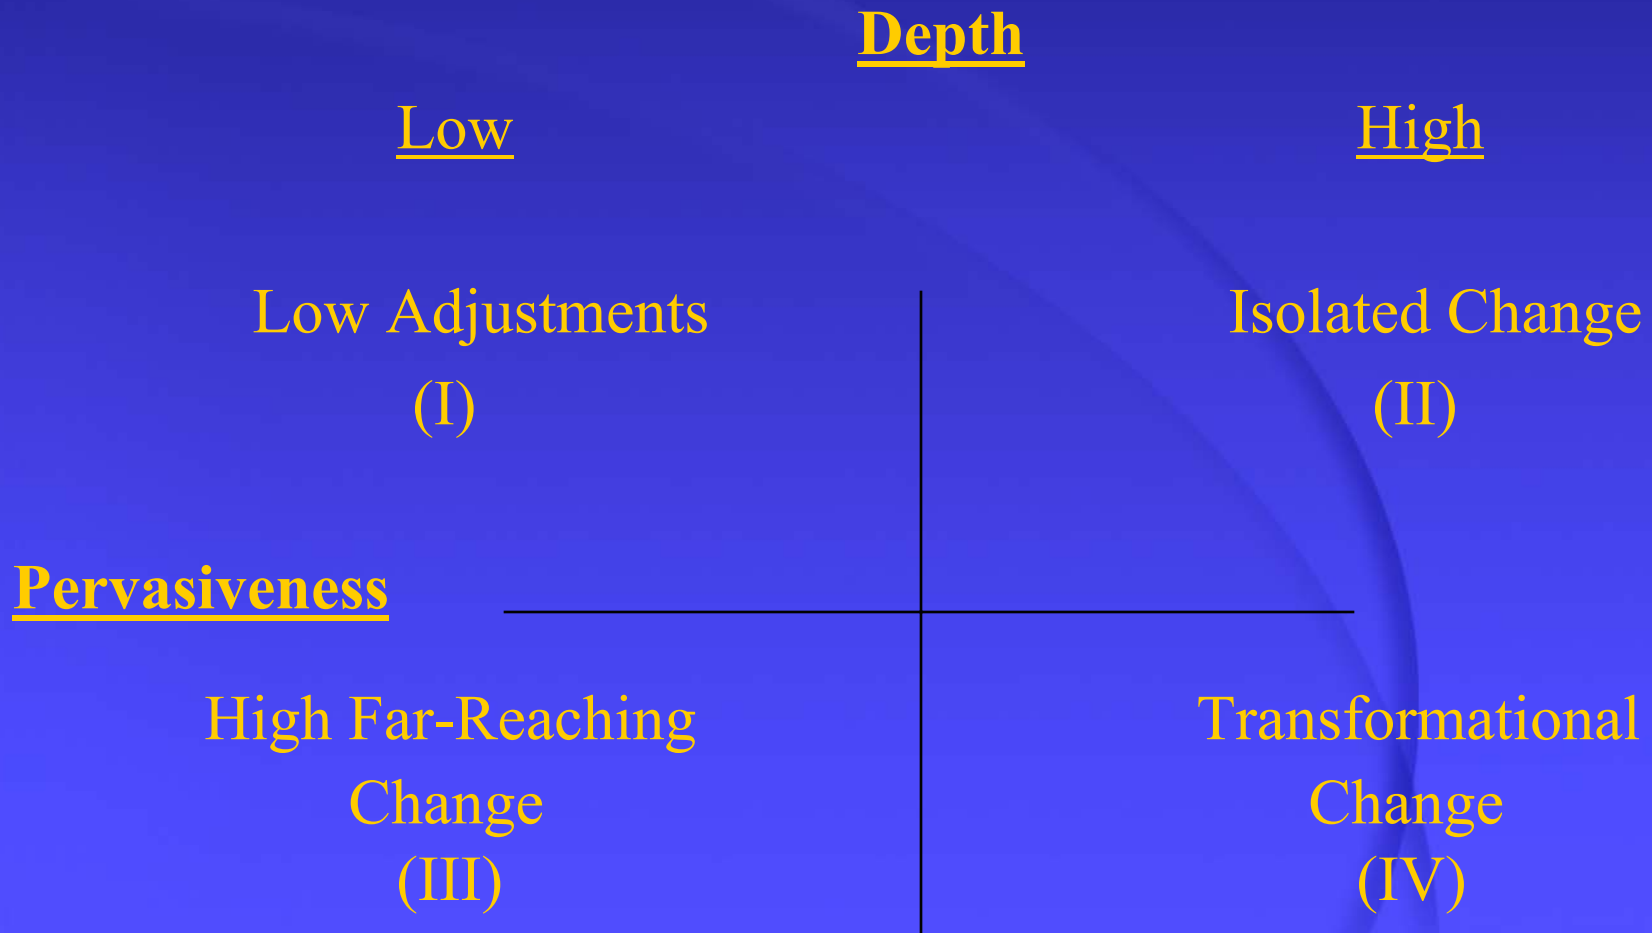 Depth
Low High
Low Adjustments Isolated Change
(I) (II)
Pervasiveness
High Far-Reaching Transformational
Change Change
(III) (IV)